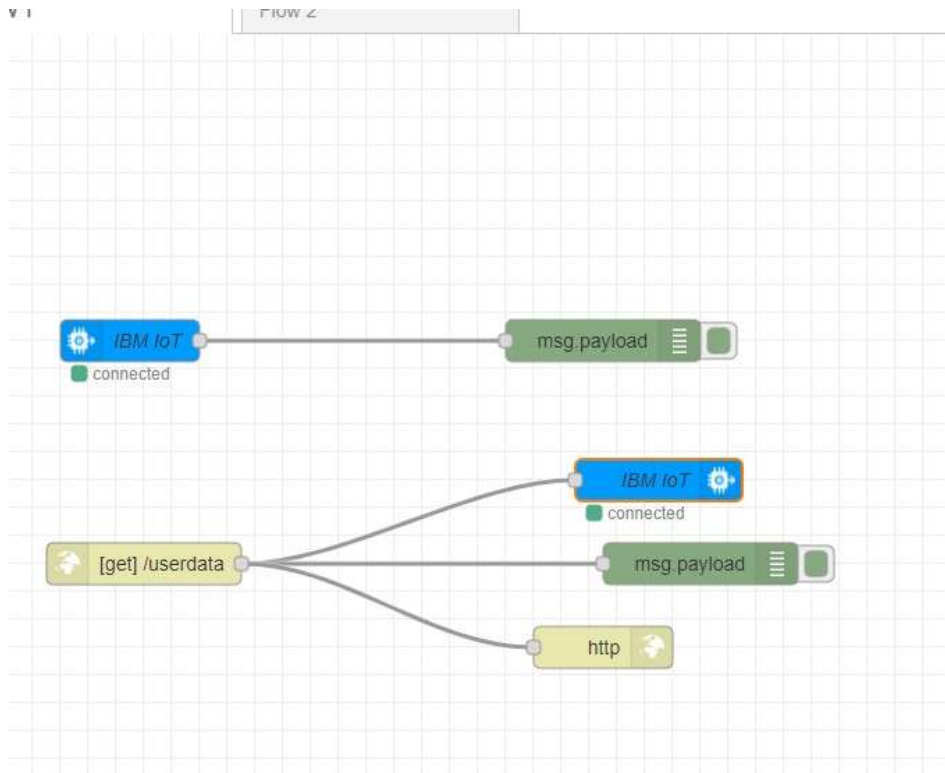 Flow 2
IBM IoT
msg.payload
connected
IBM IoT
connected
[get] /userdata
msg.payload
http